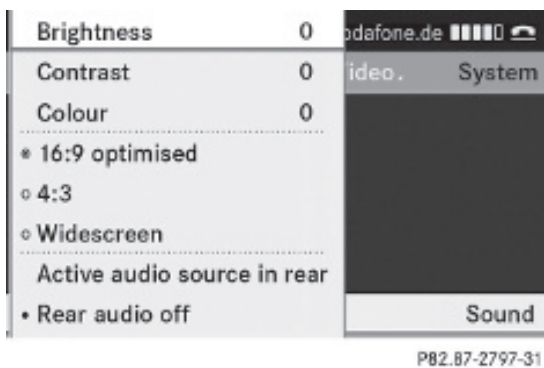 Brightness 0 odafone.de
Contrast 0 ideo. System
Colour 0
16:9 optimised
4:3
Widescreen
Active audio source in rear
Rear audio off Sound
P82.87-2797-31